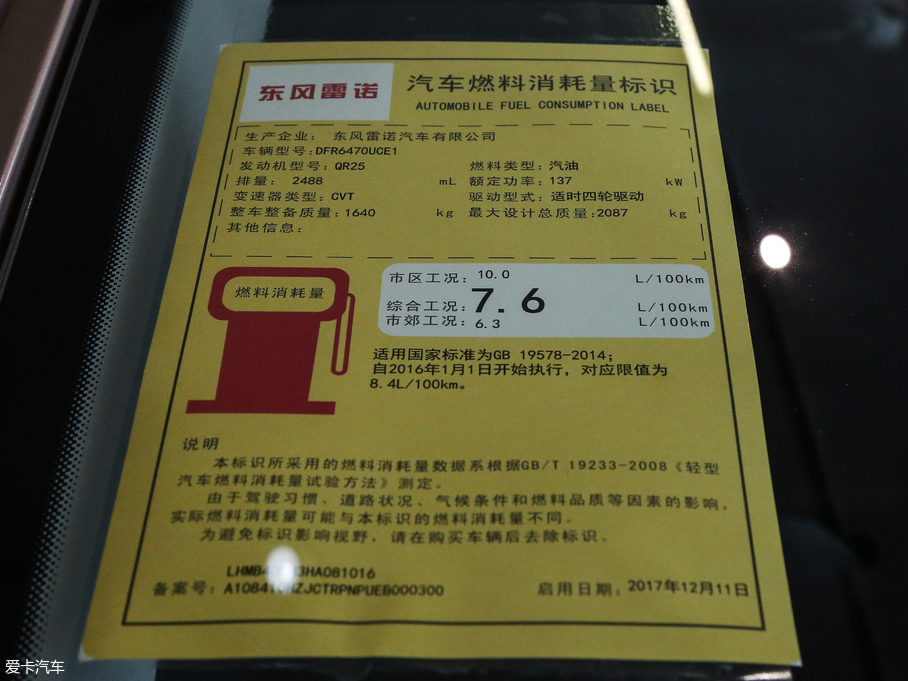 东风雷诺
汽车燃料消耗量标识
AUTOMOBILE FUEL CONSUMPTION LABEL
生产企业： 东风雷诺汽车有限公司
车辆型号：DFR6470UCE1
发动机型号：QR25 燃料类型：汽油
排量： 2488 mL 额定功率：137 kW
变速器类型：CVT 驱动型式：适时四轮驱动
整车整备质量：1640 kg 最大设计总质量：2087 kg
其他信息：
燃料消耗量
市区工况：10.0 L/100km
综合工况：7.6 L/100km
市郊工况：6.3 L/100km
适用国家标准为GB 19578-2014；
自2016年1月1日开始执行，对应限值为
8.4L/100km。
说明
本标识所采用的燃料消耗量数据系根据GB/T 19233-2008《轻型
汽车燃料消耗量试验方法》测定。
由于驾驶习惯、道路状况、气候条件和燃料品质等因素的影响，
实际燃料消耗量可能与本标识的燃料消耗量不同。
为避免标识影响视野，请在购买车辆后去除标识。
备案号： 启用日期：2017年12月11日
爱卡汽车